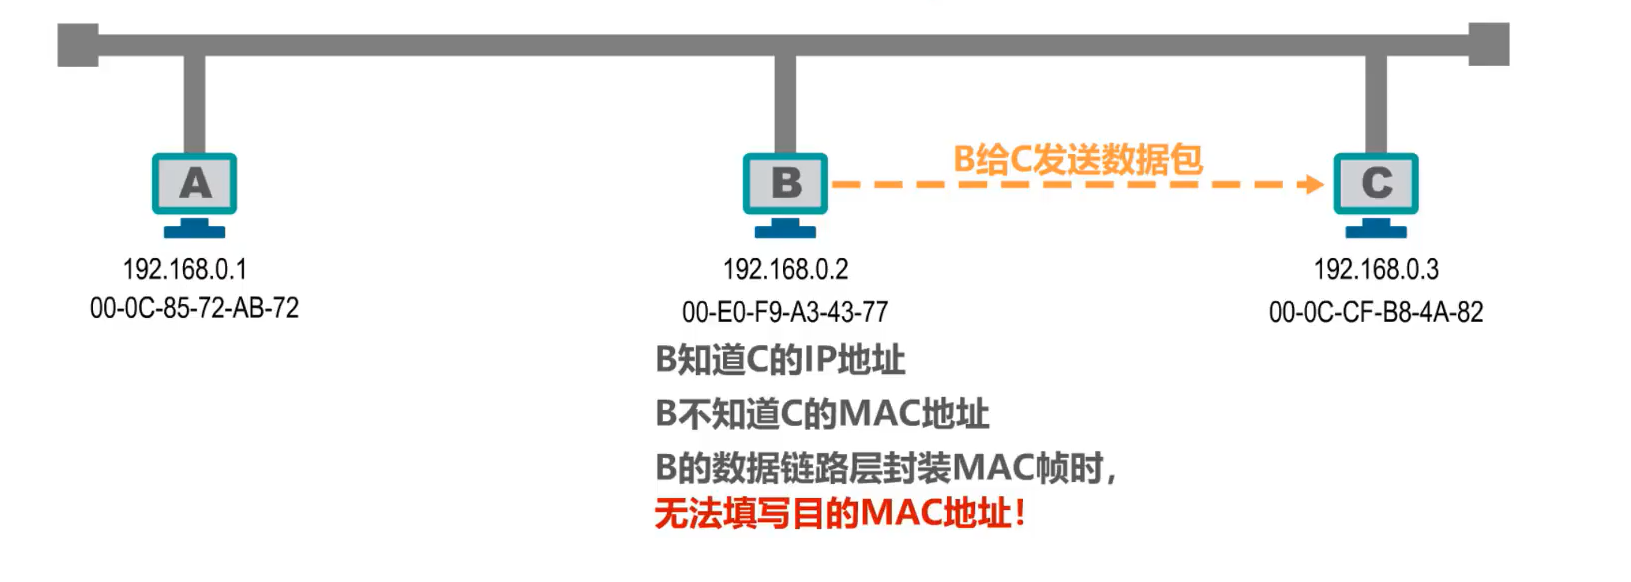 B给C发送数据包
A
B
C
192.168.0.1
192.168.0.2
192.168.0.3
00-0C-85-72-AB-72
00-E0-F9-A3-43-77
00-0C-CF-B8-4A-82
B知道C的IP地址
B不知道C的MAC地址
B的数据链路层封装MAC帧时，
无法填写目的MAC地址！